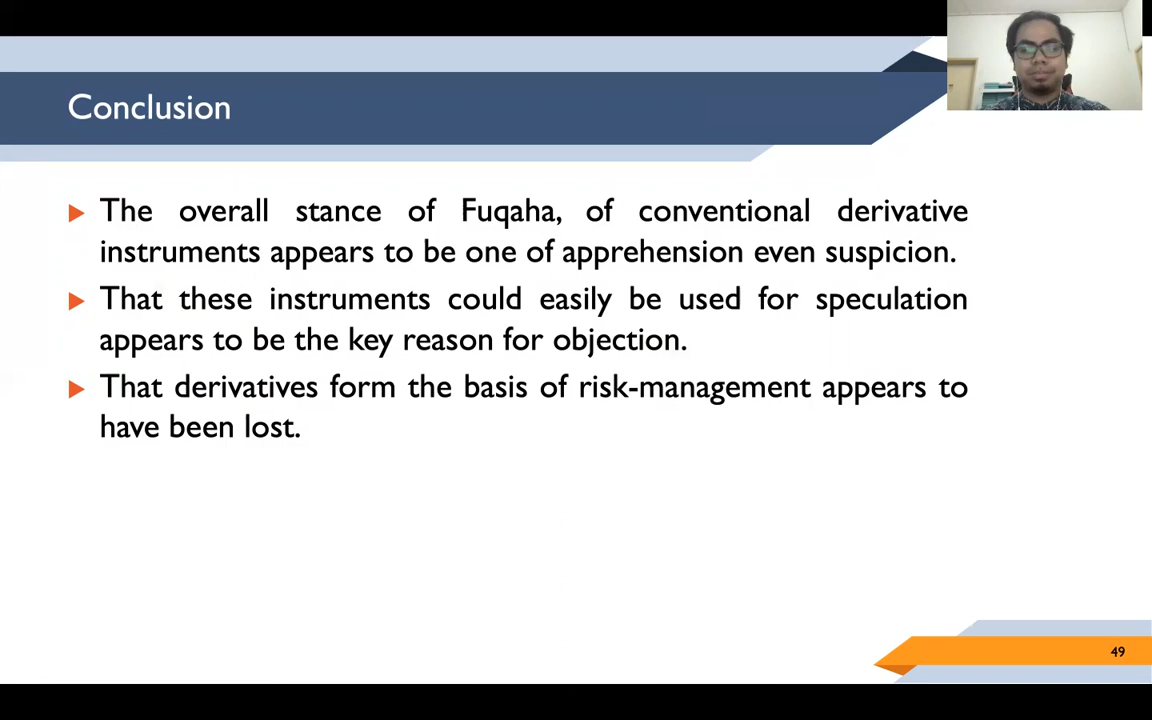 Conclusion
The overall stance of Fuqaha, of conventional derivative
instruments appears to be one of apprehension even suspicion.
That these instruments could easily be used for speculation
appears to be the key reason for objection.
That derivatives form the basis of risk-management appears to
have been lost.
49